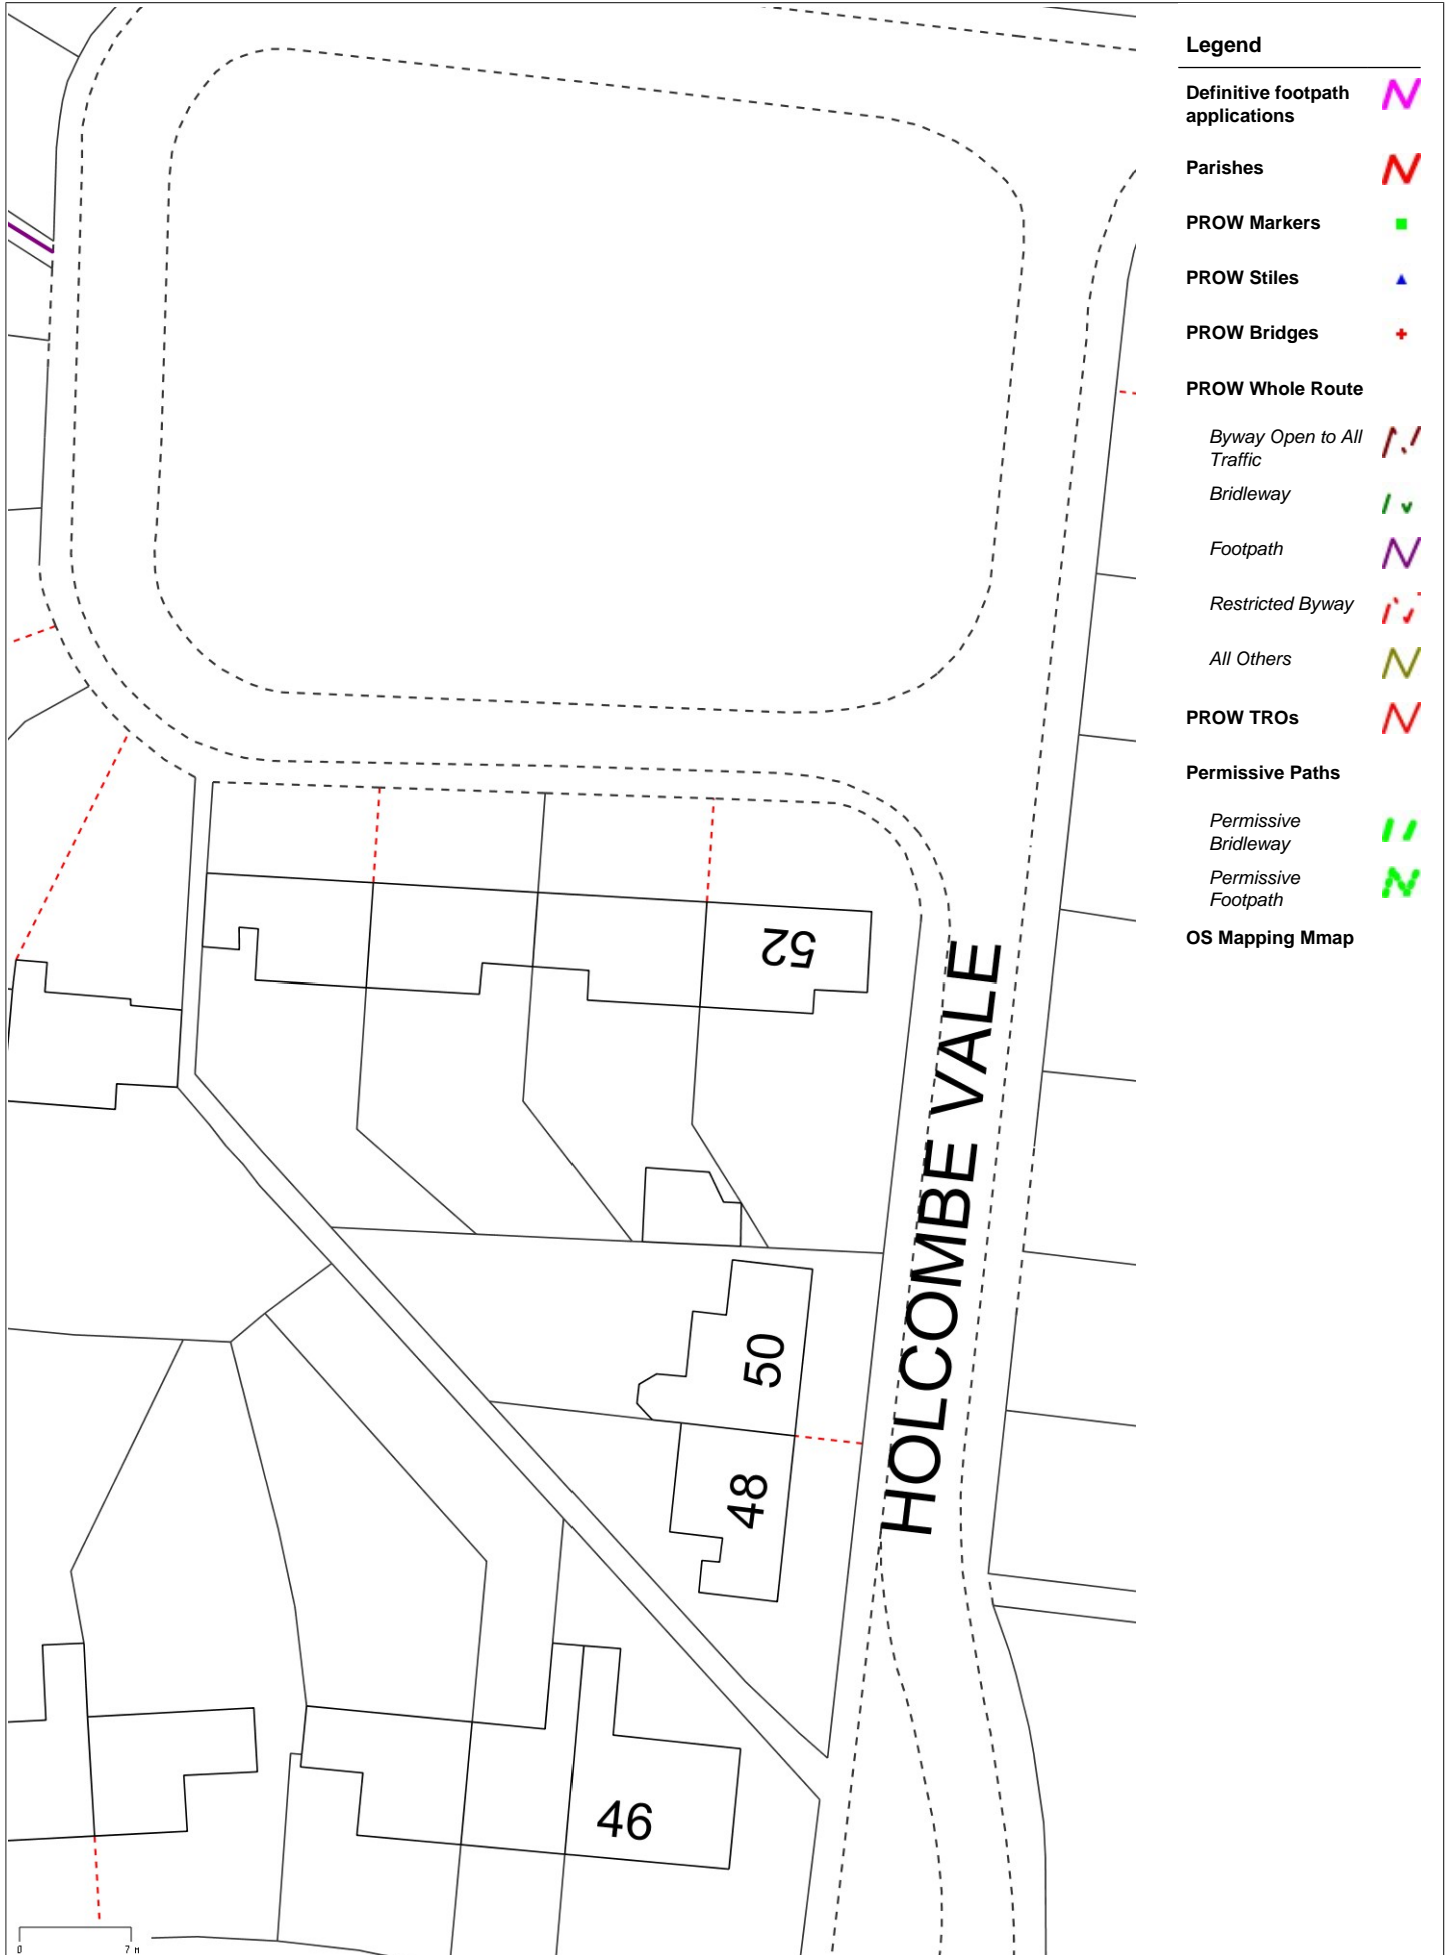 Legend
Definitive footpath
applications
Parishes
PROW Markers
PROW Stiles
PROW Bridges
PROW Whole Route
Byway Open to All
Traffic
Bridleway
Footpath
Restricted Byway
All Others
PROW TROs
Permissive Paths
Permissive
Bridleway
Permissive
Footpath
OS Mapping Mmap
52
HOLCOMBE VALE
50
48
46
0 7 m